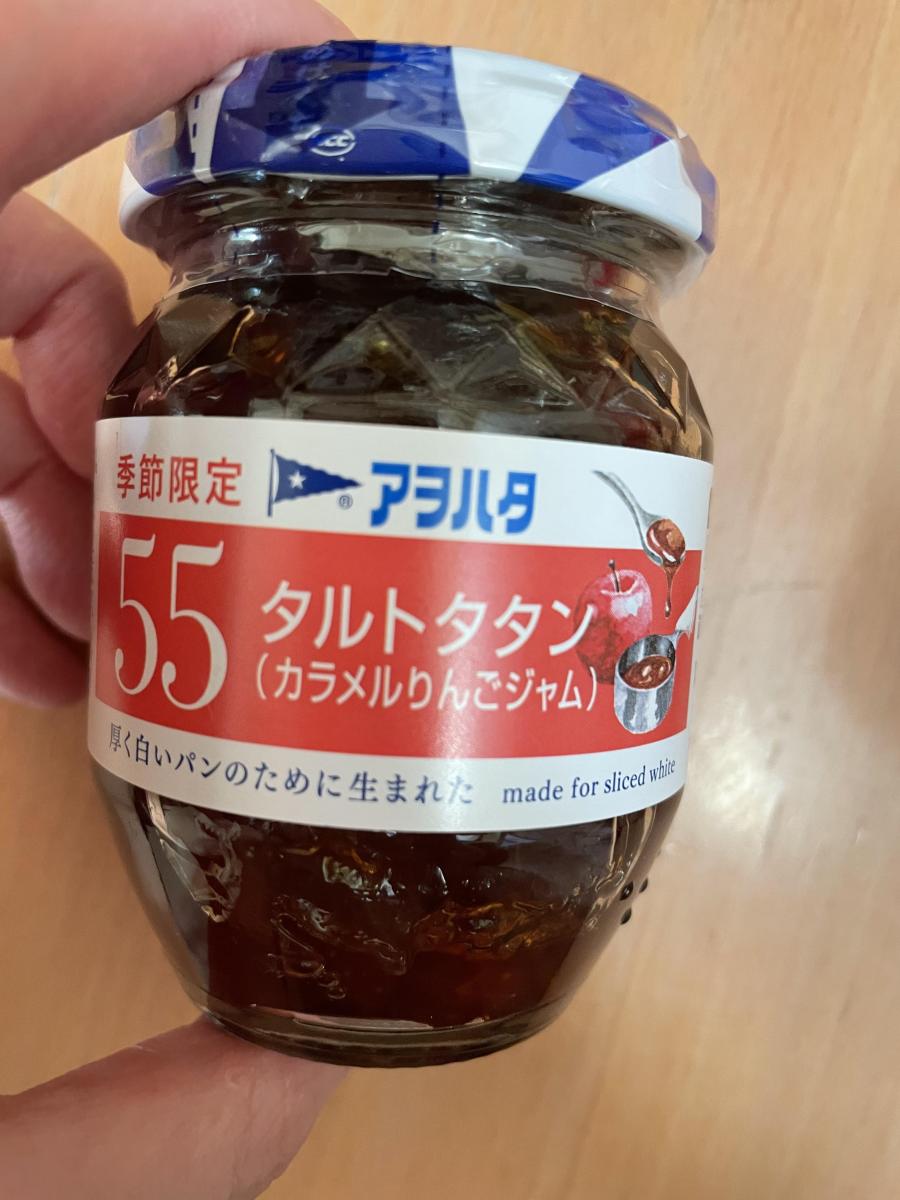 季節限定 アヲハタ®
55 タルトタタン
(カラメルりんごジャム)
厚く白いパンのために生まれた made for sliced white